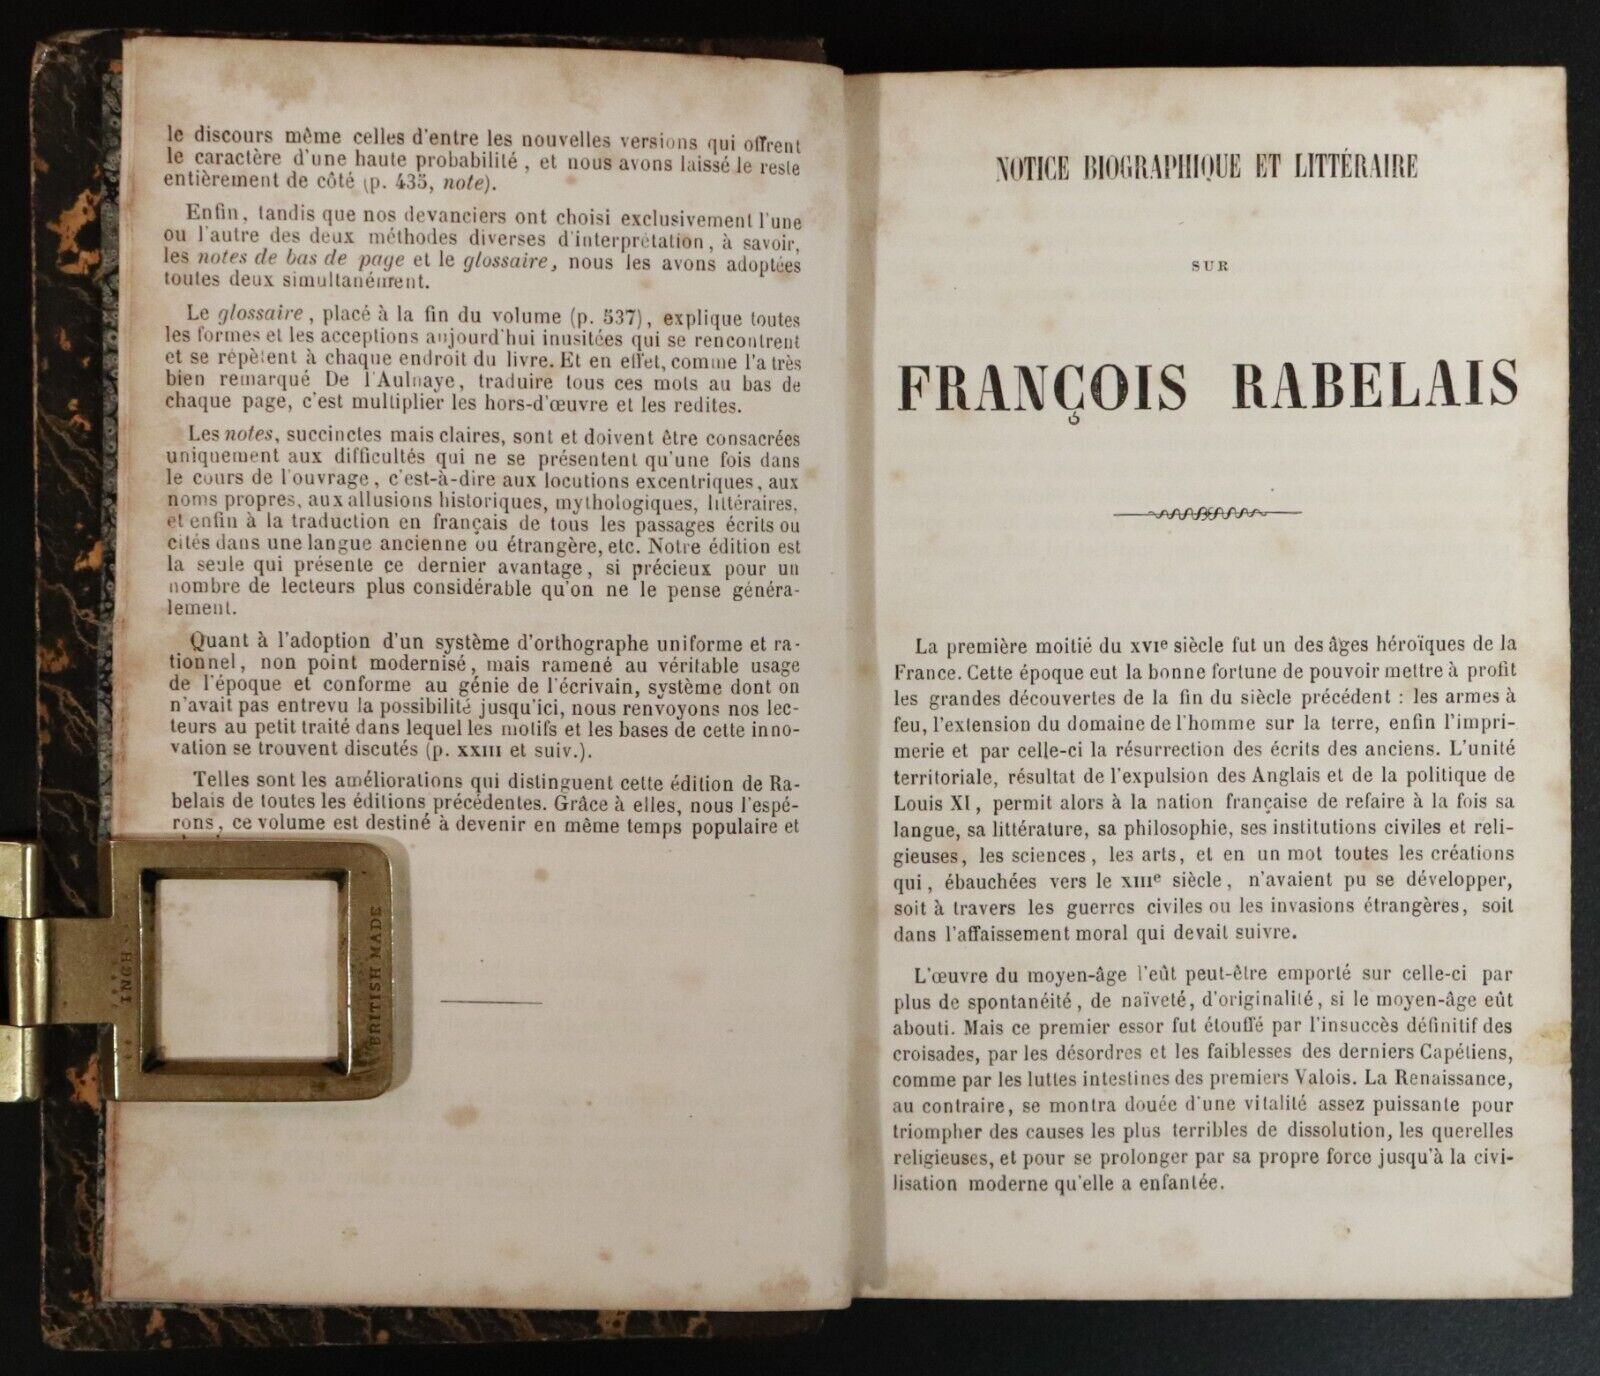 le discours même celles d'entre les nouvelles versions qui offrent
le caractère d'une haute probabilité , et nous avons laissé le reste
entièrement de côté (p. 435, note).
Enfin, tandis que nos devanciers ont choisi exclusivement l'une
ou l'autre des deux méthodes diverses d'interprétation, à savoir,
les notes de bas de page et le glossaire, nous les avons adoptées
toutes deux simultanément.
Le glossaire , placé à la fin du volume (p. 537), explique toutes
les formes et les acceptions aujourd'hui inusitées qui se rencontrent
et se répètent à chaque endroit du livre. Et en effet, comme l'a très
bien remarqué De l'Aulnaye, traduire tous ces mots au bas de
chaque page, c'est multiplier les hors-d'œuvre et les redites.
Les notes, succinctes mais claires, sont et doivent être consacrées
uniquement aux difficultés qui ne se présentent qu'une fois dans
le cours de l'ouvrage , c'est-à-dire aux locutions excentriques, aux
noms propres, aux allusions historiques, mythologiques, littéraires,
et enfin à la traduction en français de tous les passages écrits ou
cités dans une langue ancienne ou étrangère, etc. Notre édition est
la seule qui présente ce dernier avantage, si précieux pour un
nombre de lecteurs plus considérable qu'on ne le pense généra-
lement.
Quant à l'adoption d'un système d'orthographe uniforme et ra-
tionnel, non point modernisé, mais ramené au véritable usage
de l'époque et conforme au génie de l'écrivain, système dont on
n'avait pas entrevu la possibilité jusqu'ici, nous renvoyons nos lec-
teurs au petit traité dans lequel les motifs et les bases de cette inno-
vation se trouvent discutés (p. XXIII et suiv.).
Telles sont les améliorations qui distinguent cette édition de Ra-
belais de toutes les éditions précédentes. Grâce à elles, nous l'espé-
rons, ce volume est destiné à devenir en même temps populaire et
BRITISH MADE
NOTICE BIOGRAPHIQUE ET LITTÉRAIRE
SUR
FRANÇOIS RABELAIS
La première moitié du XVIe siècle fut un des âges héroïques de la
France. Cette époque eut la bonne fortune de pouvoir mettre à profit
les grandes découvertes de la fin du siècle précédent : les armes à
feu, l'extension du domaine de l'homme sur la terre, enfin l'impri-
merie et par celle-ci la résurrection des écrits des anciens. L'unité
territoriale, résultat de l'expulsion des Anglais et de la politique de
Louis XI, permit alors à la nation française de refaire à la fois sa
langue, sa littérature, sa philosophie, ses institutions civiles et reli-
gieuses, les sciences, les arts, et en un mot toutes les créations
qui, ébauchées vers le XIIIe siècle, n'avaient pu se développer,
soit à travers les guerres civiles ou les invasions étrangères, soit
dans l'affaissement moral qui devait suivre.
L'œuvre du moyen-âge l'eût peut-être emporté sur celle-ci par
plus de spontanéité, de naïveté, d'originalité, si le moyen-âge eût
abouti. Mais ce premier essor fut étouffé par l'insuccès définitif des
croisades, par les désordres et les faiblesses des derniers Capétiens,
comme par les luttes intestines des premiers Valois. La Renaissance,
au contraire, se montra douée d'une vitalité assez puissante pour
triompher des causes les plus terribles de dissolution, les querelles
religieuses, et pour se prolonger par sa propre force jusqu'à la civi-
lisation moderne qu'elle a enfantée.